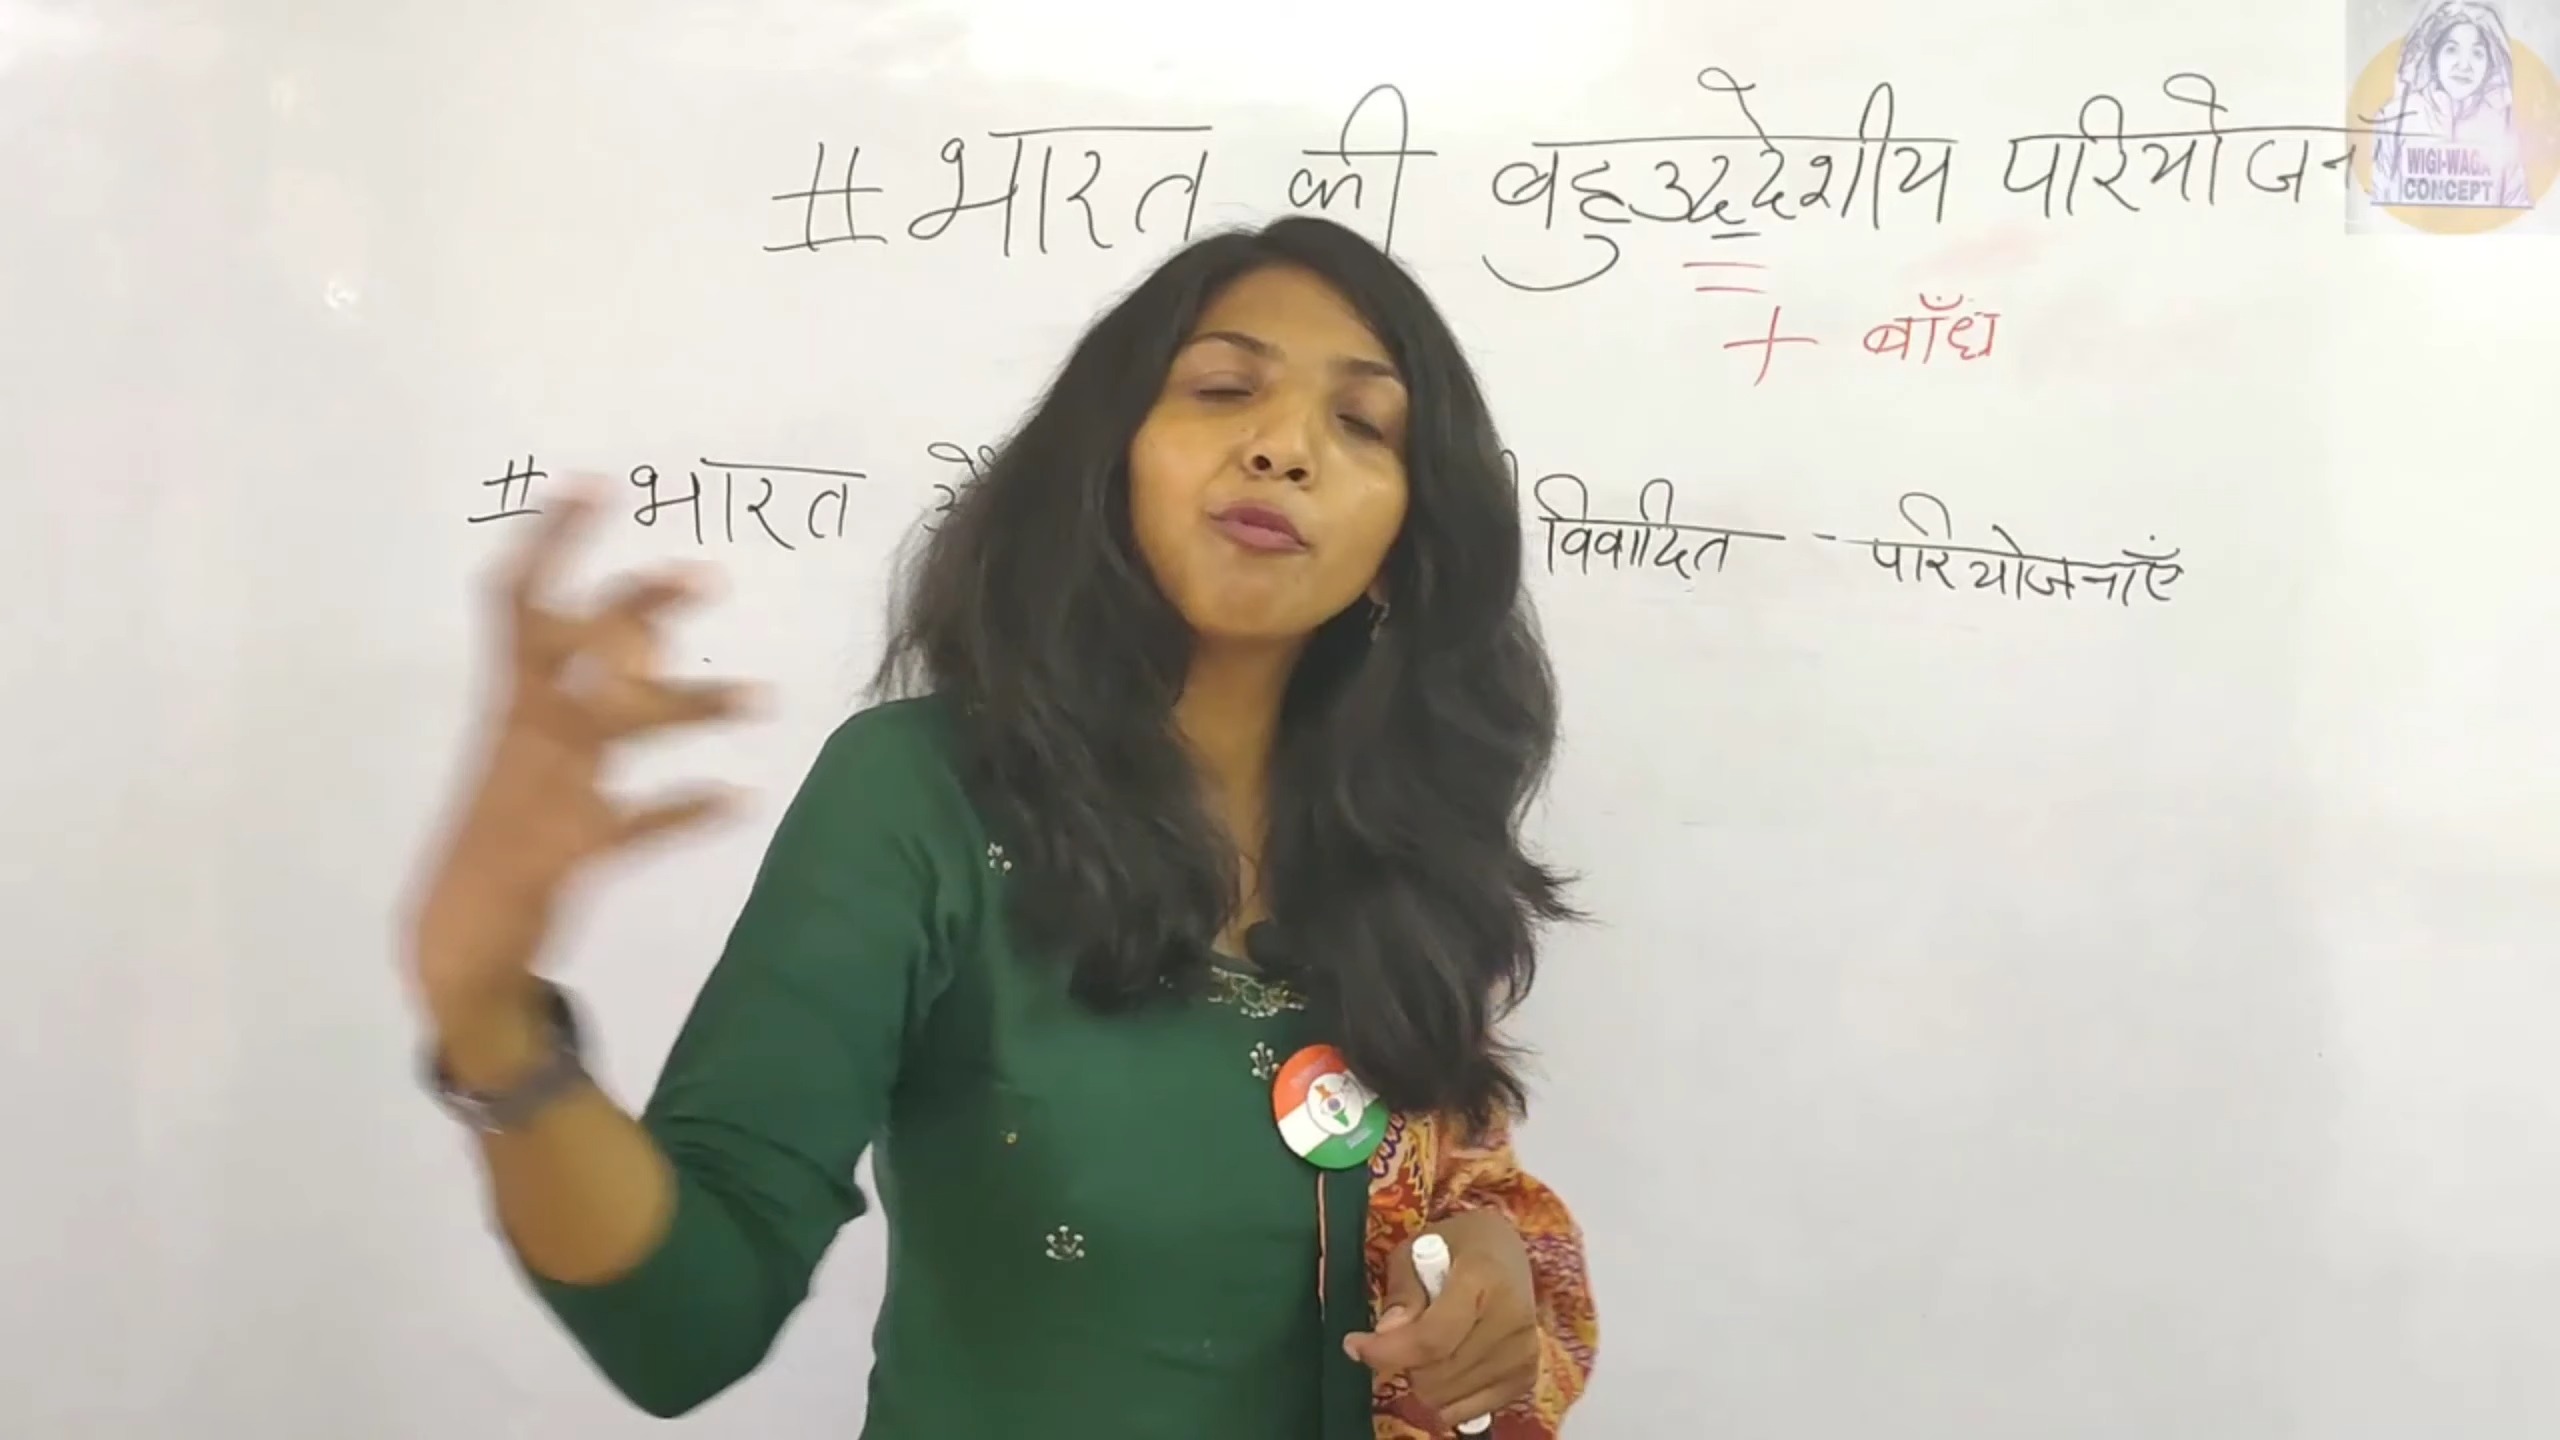 # भारत की बहुउद्देशीय परियोजना
+ बाँध
# भारत विवादित - परियोजनाएँ
WIGI-WAGA
CONCEPT